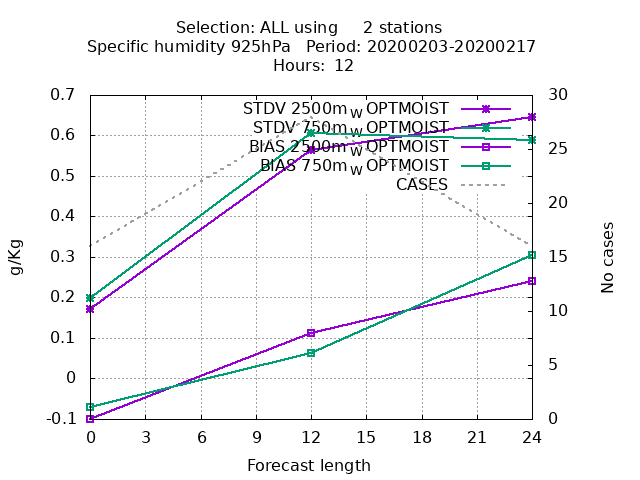 Selection: ALL using     2 stations
Specific humidity 925hPa   Period: 20200203-20200217
Hours:  12
STDV 2500m_W OPTMOIST
STDV 750m_W OPTMOIST
BIAS 2500m_W OPTMOIST
BIAS 750m_W OPTMOIST
CASES
0.7
0.6
0.5
0.4
0.3
0.2
0.1
0
-0.1
g/Kg
30
25
20
15
10
5
0
No cases
0 3 6 9 12 15 18 21 24
Forecast length